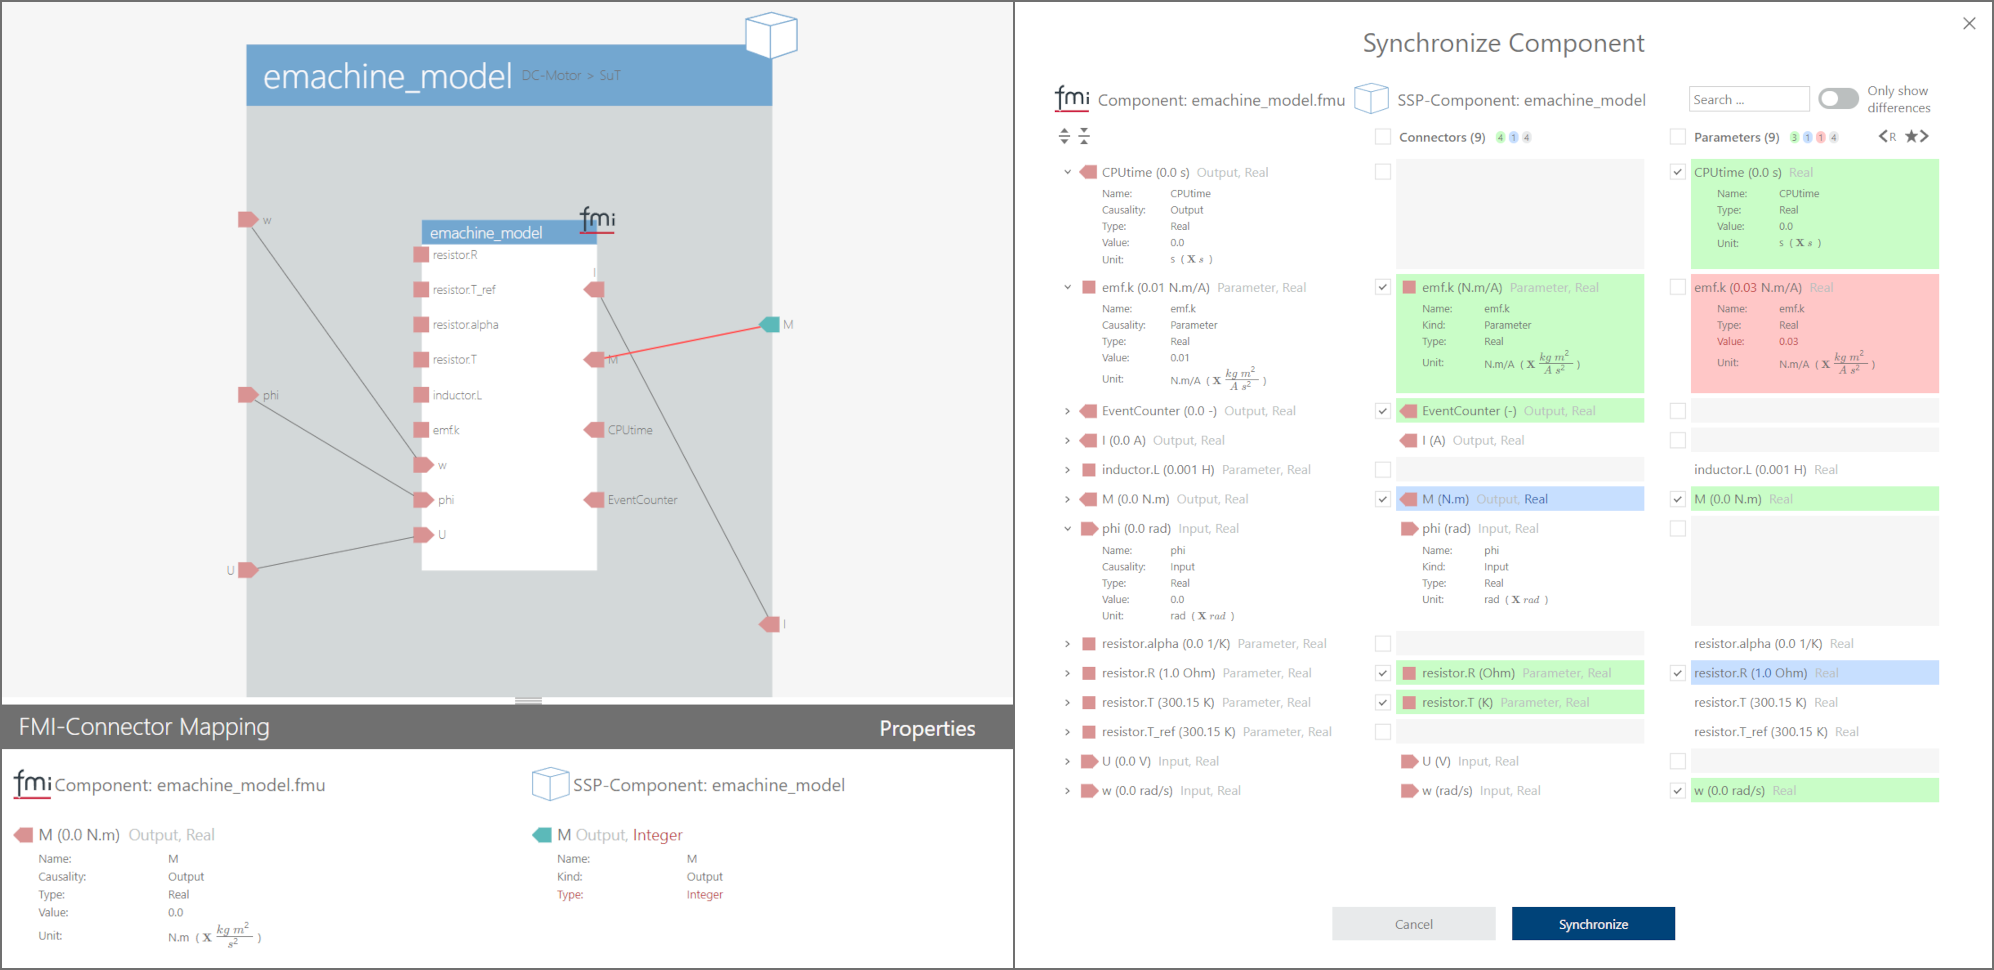 emachine_model DC-Motor > SuT
w
phi
U
M
I
fmi
emachine_model
resistor.R
resistor.T_ref
resistor.alpha
resistor.T
inductor.L
emf.k
w
phi
U
I
M
CPUtime
EventCounter
FMI-Connector Mapping Properties
fmi Component: emachine_model.fmu
M (0.0 N.m) Output, Real
Name: M
Causality: Output
Type: Real
Value: 0.0
Unit: N.m ( X kg m² / s² )
SSP-Component: emachine_model
M Output, Integer
Name: M
Kind: Output
Type: Integer
Synchronize Component
fmi Component: emachine_model.fmu SSP-Component: emachine_model Search ... Only show
differences
Connectors (9) 4 1 4 Parameters (9) 3 1 1 4 <R ★>
CPUtime (0.0 s) Output, Real
Name: CPUtime
Causality: Output
Type: Real
Value: 0.0
Unit: s ( X s )
CPUtime (0.0 s) Real
Name: CPUtime
Type: Real
Value: 0.0
Unit: s ( X s )
emf.k (0.01 N.m/A) Parameter, Real
Name: emf.k
Causality: Parameter
Type: Real
Value: 0.01
Unit: N.m/A ( X kg m² / A s² )
emf.k (N.m/A) Parameter, Real
Name: emf.k
Kind: Parameter
Type: Real
Unit: N.m/A ( X kg m² / A s² )
emf.k (0.03 N.m/A) Real
Name: emf.k
Type: Real
Value: 0.03
Unit: N.m/A ( X kg m² / A s² )
EventCounter (0.0 -) Output, Real EventCounter (-) Output, Real
I (0.0 A) Output, Real I (A) Output, Real
inductor.L (0.001 H) Parameter, Real inductor.L (0.001 H) Real
M (0.0 N.m) Output, Real M (N.m) Output, Real M (0.0 N.m) Real
phi (0.0 rad) Input, Real
Name: phi
Causality: Input
Type: Real
Value: 0.0
Unit: rad ( X rad )
phi (rad) Input, Real
Name: phi
Kind: Input
Type: Real
Unit: rad ( X rad )
resistor.alpha (0.0 1/K) Parameter, Real resistor.alpha (0.0 1/K) Real
resistor.R (1.0 Ohm) Parameter, Real resistor.R (Ohm) Parameter, Real resistor.R (1.0 Ohm) Real
resistor.T (300.15 K) Parameter, Real resistor.T (K) Parameter, Real resistor.T (300.15 K) Real
resistor.T_ref (300.15 K) Parameter, Real resistor.T_ref (300.15 K) Real
U (0.0 V) Input, Real U (V) Input, Real
w (0.0 rad/s) Input, Real w (rad/s) Input, Real w (0.0 rad/s) Real
Cancel Synchronize